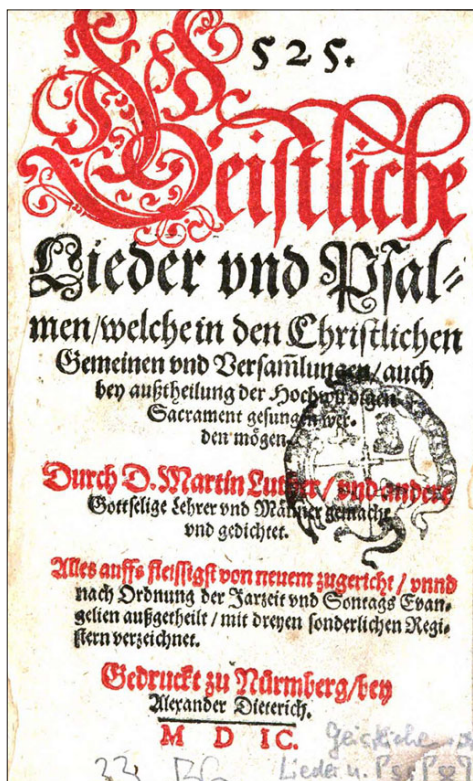 525.
Geistliche
Lieder vnd Psal⸗
men/welche in den Christlichen
Gemeinen vnd Versam̃lungen/auch
bey außtheilung der Hochwirdigen
Sacrament gesungen wer⸗
den mögen.
Durch D. Martin Luther/vnd andere
Gottselige Lehrer vnd Männer gemacht
vnd gedichtet.
Alles auffs fleissigst von neuem zugericht/vnnd
nach Ordnung der Jarzeit vnd Sontags Evan⸗
gelien außgetheilt/mit dreyen sonderlichen Regi⸗
stern verzeichnet.
Gedruckt zu Nürmberg/bey
Alexander Dieterich.
M D IC.
Geistliche
Lieder u.